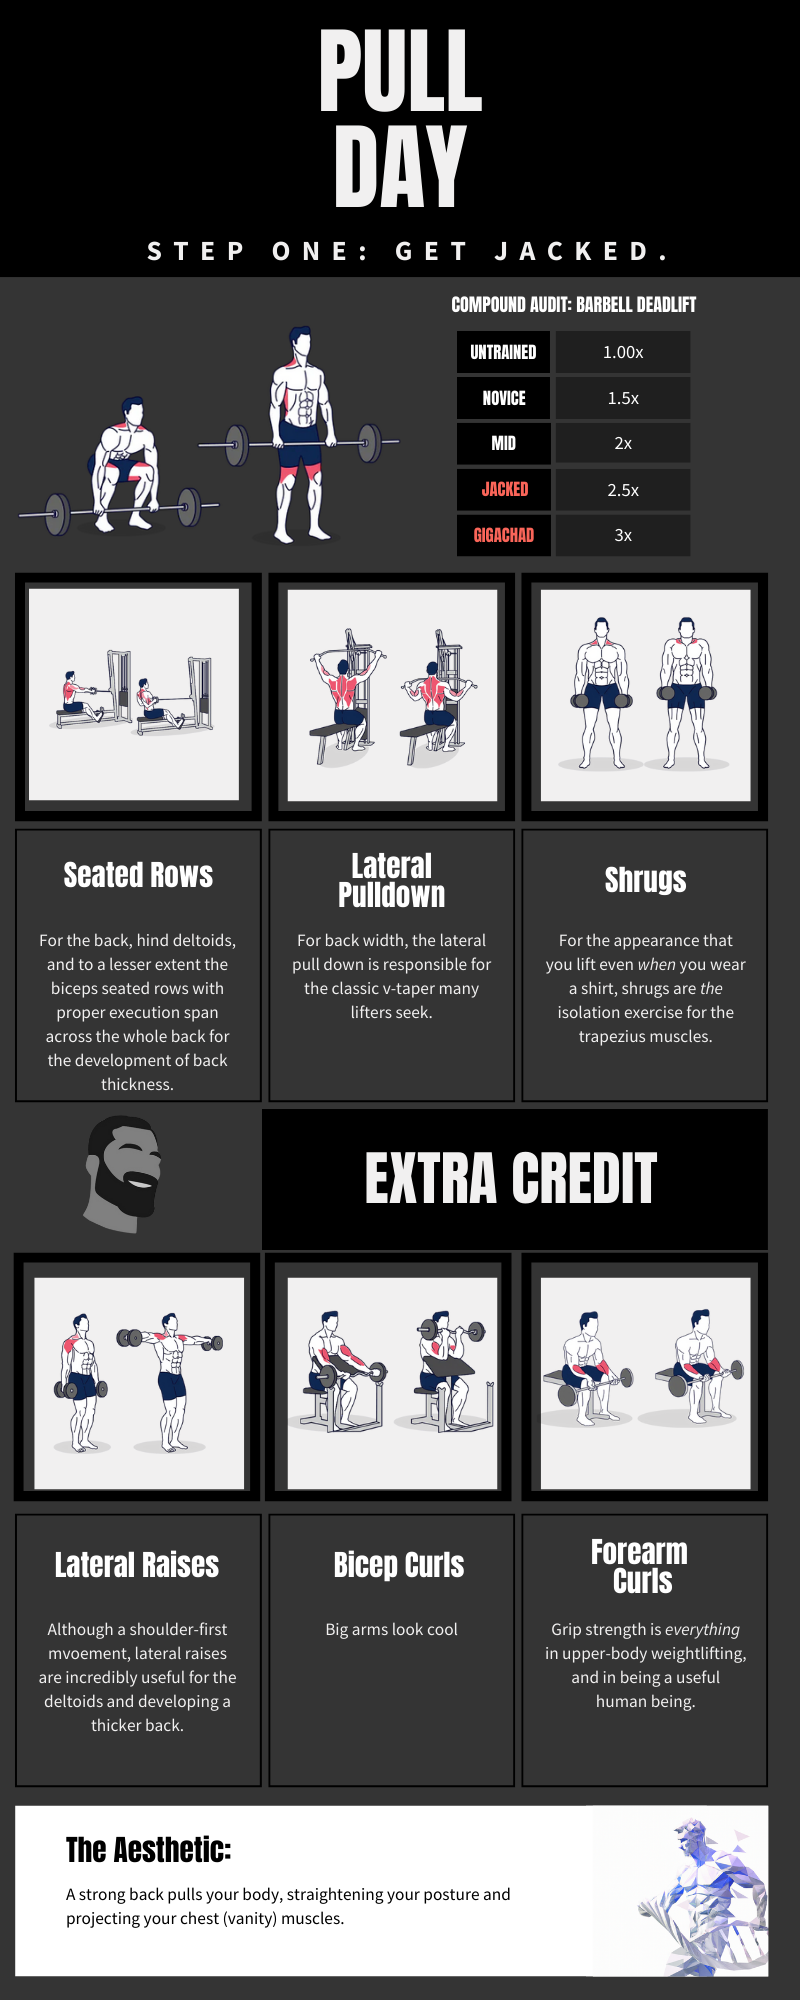 PULL
DAY
STEP ONE: GET JACKED.
COMPOUND AUDIT: BARBELL DEADLIFT
UNTRAINED 1.00x
NOVICE 1.5x
MID 2x
JACKED 2.5x
GIGACHAD 3x
Seated Rows
For the back, hind deltoids,
and to a lesser extent the
biceps seated rows with
proper execution span
across the whole back for
the development of back
thickness.
Lateral
Pulldown
For back width, the lateral
pull down is responsible for
the classic v-taper many
lifters seek.
Shrugs
For the appearance that
you lift even when you wear
a shirt, shrugs are the
isolation exercise for the
trapezius muscles.
EXTRA CREDIT
Lateral Raises
Although a shoulder-first
mvoement, lateral raises
are incredibly useful for the
deltoids and developing a
thicker back.
Bicep Curls
Big arms look cool
Forearm
Curls
Grip strength is everything
in upper-body weightlifting,
and in being a useful
human being.
The Aesthetic:
A strong back pulls your body, straightening your posture and
projecting your chest (vanity) muscles.